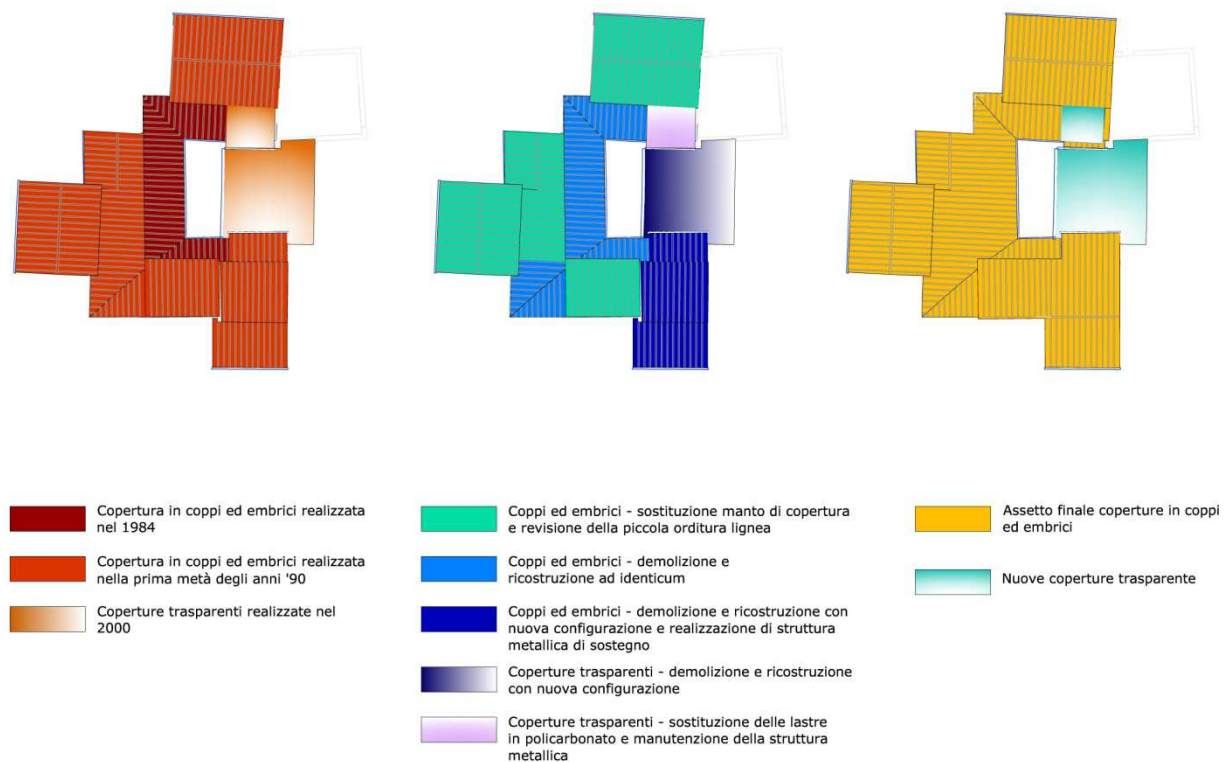 Copertura in coppi ed embrici realizzata
nel 1984
Copertura in coppi ed embrici realizzata
nella prima metà degli anni '90
Coperture trasparenti realizzate nel
2000
Coppi ed embrici - sostituzione manto di copertura
e revisione della piccola orditura lignea
Coppi ed embrici - demolizione e
ricostruzione ad identicum
Coppi ed embrici - demolizione e ricostruzione con
nuova configurazione e realizzazione di struttura
metallica di sostegno
Coperture trasparenti - demolizione e ricostruzione
con nuova configurazione
Coperture trasparenti - sostituzione delle lastre
in policarbonato e manutenzione della struttura
metallica
Assetto finale coperture in coppi
ed embrici
Nuove coperture trasparente